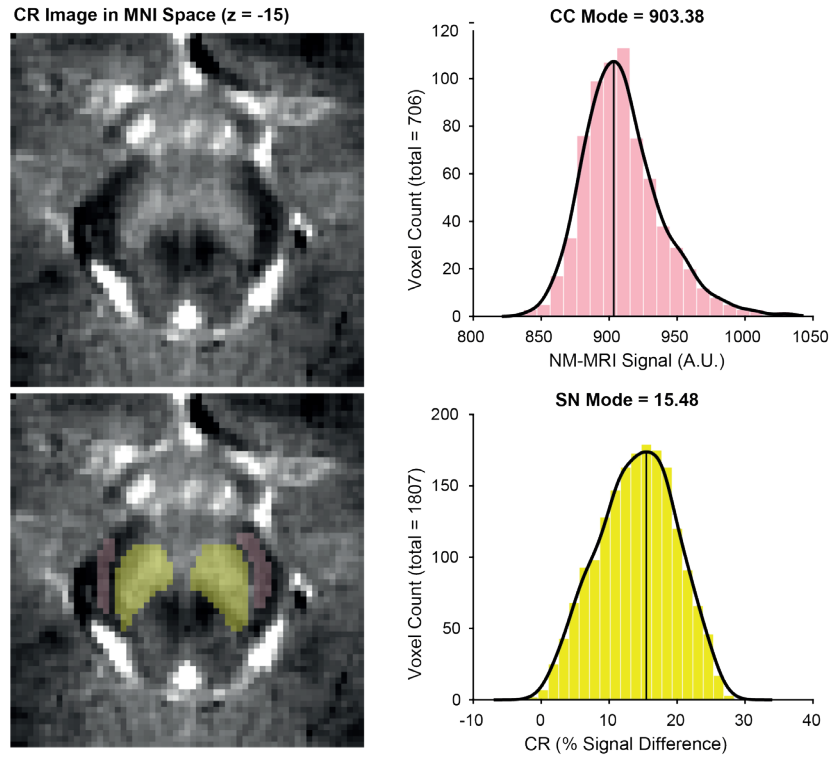 CR Image in MNI Space (z = -15)
CC Mode = 903.38
120
100
80
60
40
20
0
Voxel Count (total = 706)
800 850 900 950 1000 1050
NM-MRI Signal (A.U.)
SN Mode = 15.48
200
150
100
50
0
Voxel Count (total = 1807)
-10 0 10 20 30 40
CR (% Signal Difference)